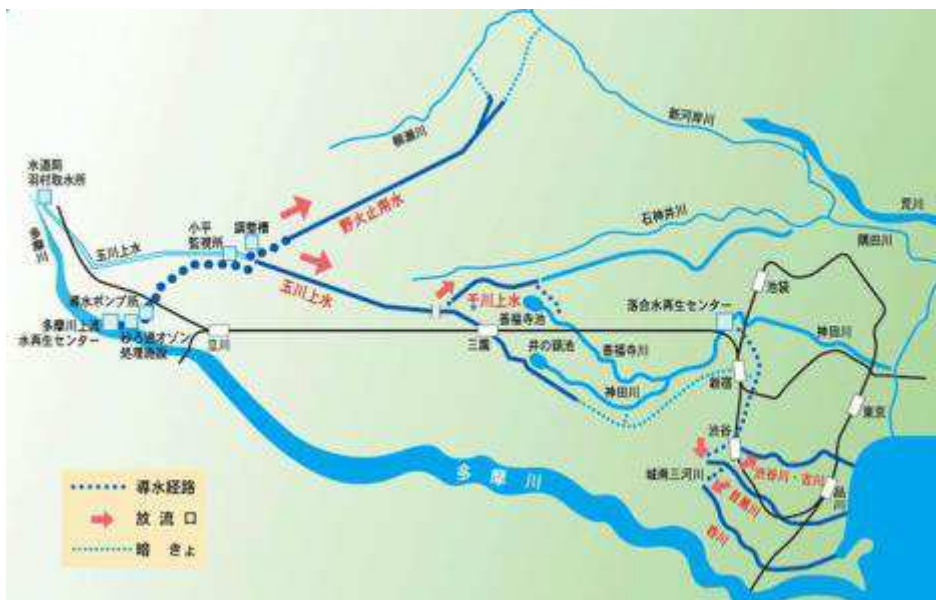 新河岸川
柳瀬川
水道局
羽村取水所
荒川
石神井川
小平
監視所
調整槽
野火止用水
隅田川
多摩川
玉川上水
玉川上水
千川上水
池袋
導水ポンプ所
落合水再生センター
善福寺池
多摩川上流
水再生センター
ろ過オゾン
処理施設
立川
三鷹
井の頭池
善福寺川
神田川
新宿
神田川
東京
渋谷
城南三河川
渋谷川・古川
目黒川
品川
呑川
多摩川
導水経路
放流口
暗きょ